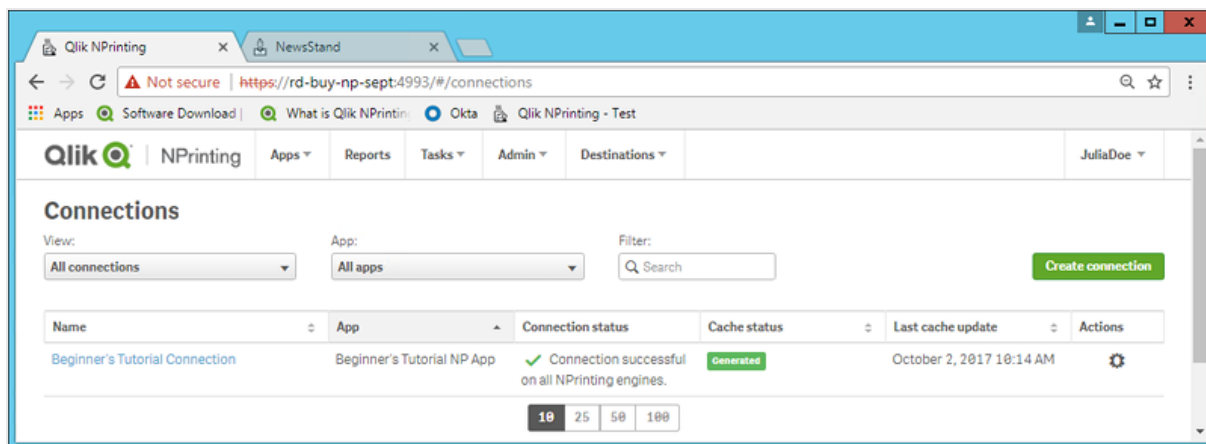 Qlik NPrinting
NewsStand
Not secure | https://rd-buy-np-sept:4993/#/connections
Apps Software Download | What is Qlik NPrintin Okta Qlik NPrinting - Test
Qlik NPrinting Apps Reports Tasks Admin Destinations JuliaDoe
Connections
View: App: Filter:
All connections All apps Search Create connection
Name App Connection status Cache status Last cache update Actions
Beginner's Tutorial Connection Beginner's Tutorial NP App Connection successful Generated October 2, 2017 10:14 AM
on all NPrinting engines.
10 25 50 100